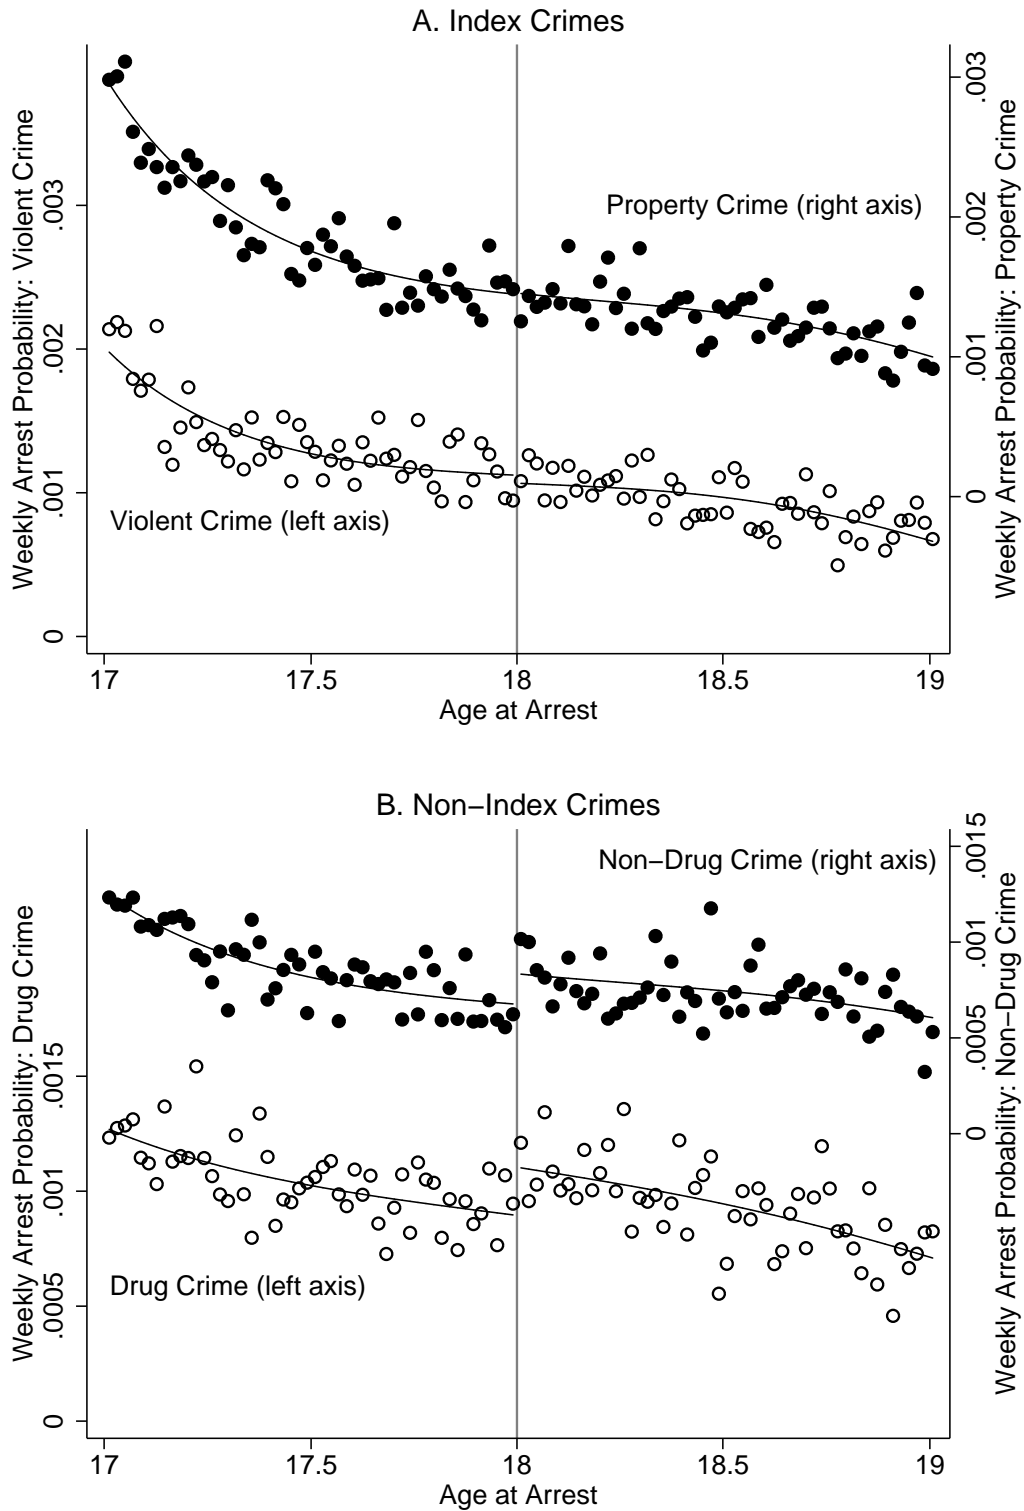 A. Index Crimes
Weekly Arrest Probability: Violent Crime
0
.001
.002
.003
Property Crime (right axis)
Violent Crime (left axis)
0
.001
.002
.003
Weekly Arrest Probability: Property Crime
17
17.5
18
18.5
19
Age at Arrest
B. Non−Index Crimes
Weekly Arrest Probability: Drug Crime
0
.0005
.001
.0015
Non−Drug Crime (right axis)
Drug Crime (left axis)
0
.0005
.001
.0015
Weekly Arrest Probability: Non−Drug Crime
17
17.5
18
18.5
19
Age at Arrest